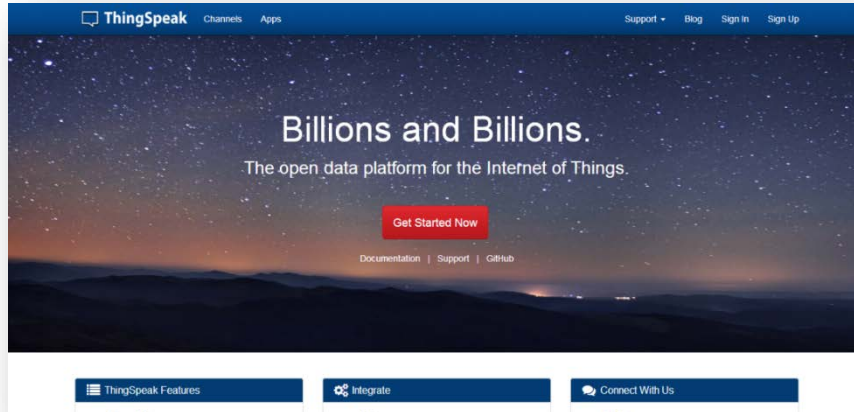 ThingSpeak Channels Apps Support Blog Sign In Sign Up
Billions and Billions.
The open data platform for the Internet of Things.
Get Started Now
Documentation | Support | GitHub
ThingSpeak Features Integrate Connect With Us